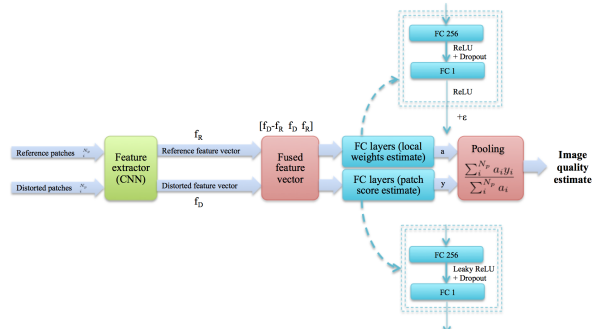 FC 256
ReLU
+ Dropout
FC 1
ReLU
+ε
[f_D-f_R f_D f_R]
f_R
Reference patches N_p i
Reference feature vector
Feature
extractor
(CNN)
Distorted patches N_p i
Distorted feature vector
f_D
Fused
feature
vector
FC layers (local
weights estimate)
a
FC layers (patch
score estimate)
y
Pooling
\frac{\sum_i^{N_p} a_i y_i}{\sum_i^{N_p} a_i}
Image
quality
estimate
FC 256
Leaky ReLU
+ Dropout
FC 1